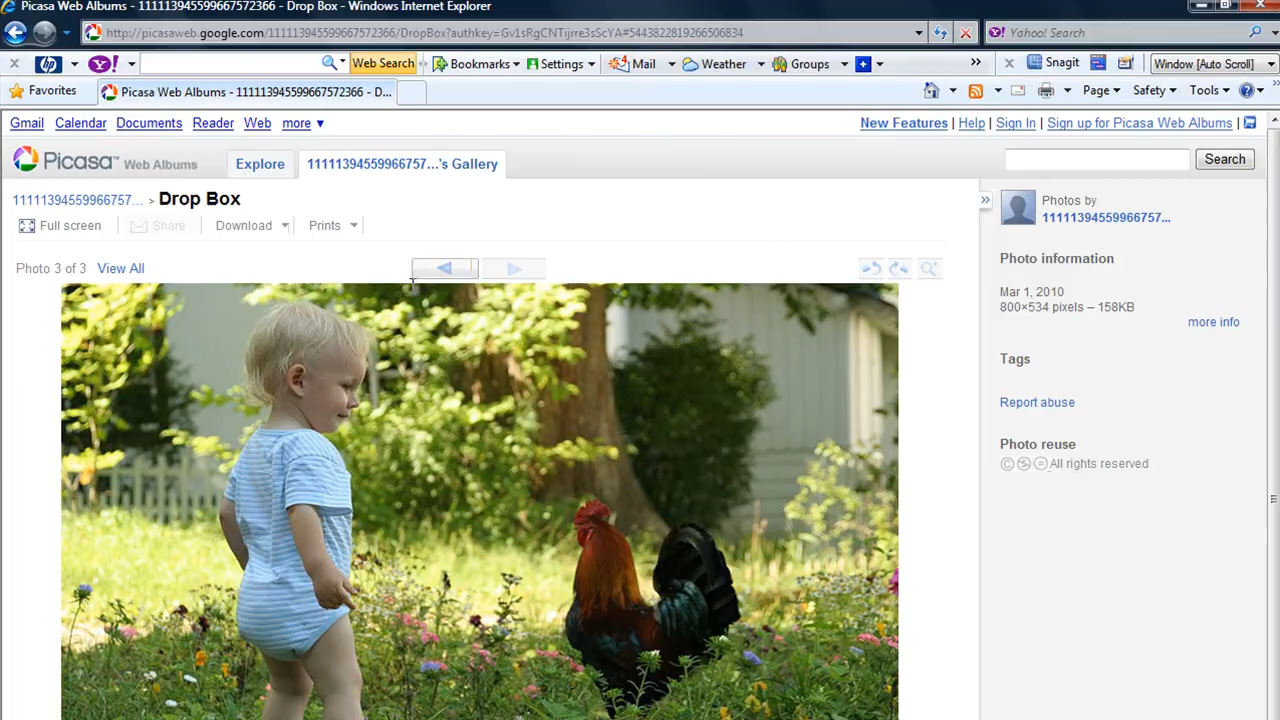 Picasa Web Albums - 111113945599667572366 - Drop Box - Windows Internet Explorer
http://picasaweb.google.com/111113945599667572366/DropBox?authkey=Gv1sRgCNTijrre3sScYA#5443822819266506834
Yahoo! Search
hp Y! Web Search Bookmarks Settings Mail Weather Groups Snagit Window [Auto Scroll]
Favorites Picasa Web Albums - 111113945599667572366 - D... Page Safety Tools
Gmail Calendar Documents Reader Web more New Features | Help | Sign In | Sign up for Picasa Web Albums |
Picasa™ Web Albums Explore 11111394559966757...'s Gallery Search
11111394559966757... > Drop Box
Full screen Share Download Prints
Photo 3 of 3 View All
Photos by
11111394559966757...
Photo information
Mar 1, 2010
800×534 pixels – 158KB
more info
Tags
Report abuse
Photo reuse
All rights reserved